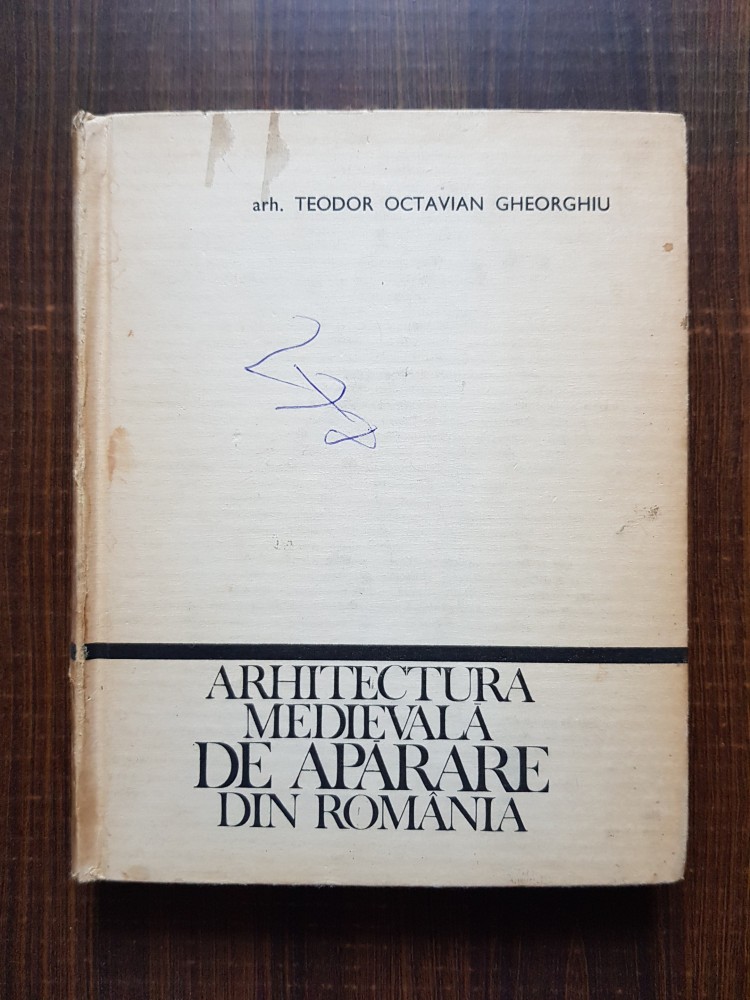 arh. TEODOR OCTAVIAN GHEORGHIU
ARHITECTURA
MEDIEVALĂ
DE APĂRARE
DIN ROMÂNIA